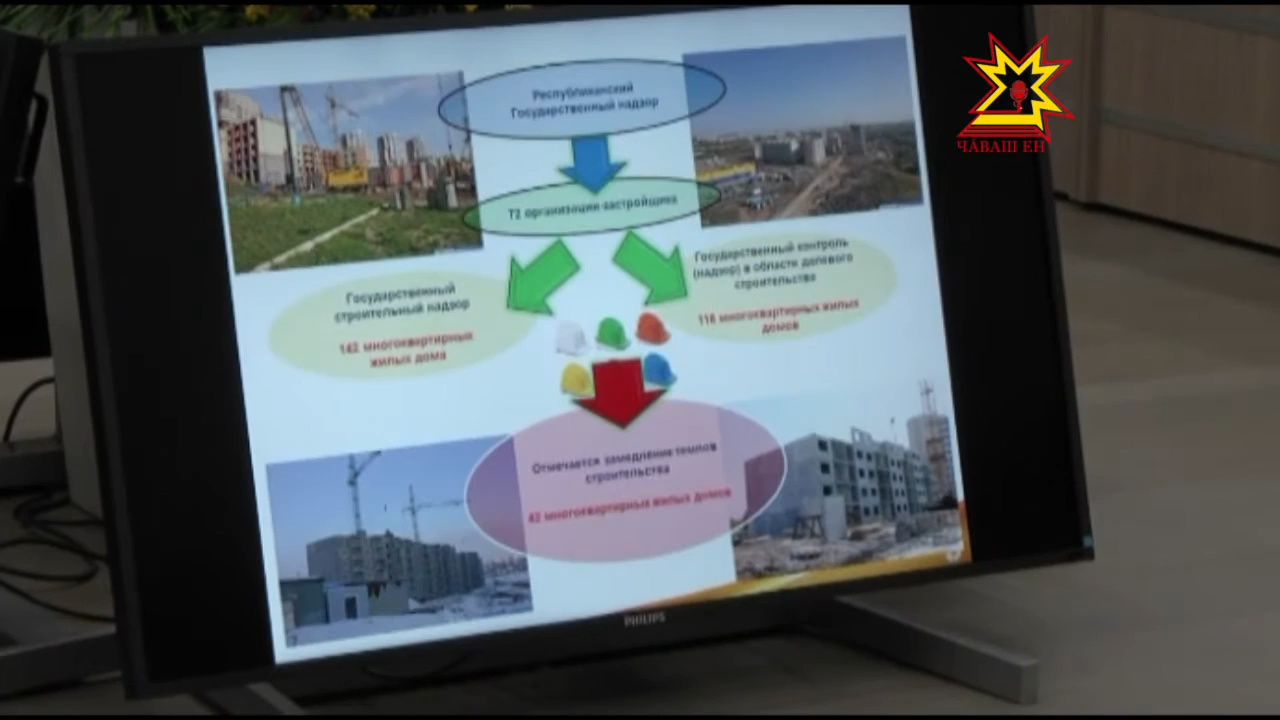 Республиканский
Государственный надзор
72 организации-застройщика
Государственный
строительный надзор
142 многоквартирных
жилых дома
Государственный контроль
(надзор) в области долевого
строительства
118 многоквартирных жилых
домов
Отмечается замедление темпов
строительства
42 многоквартирных жилых домов
PHILIPS
ЧĂВАШ ЕН